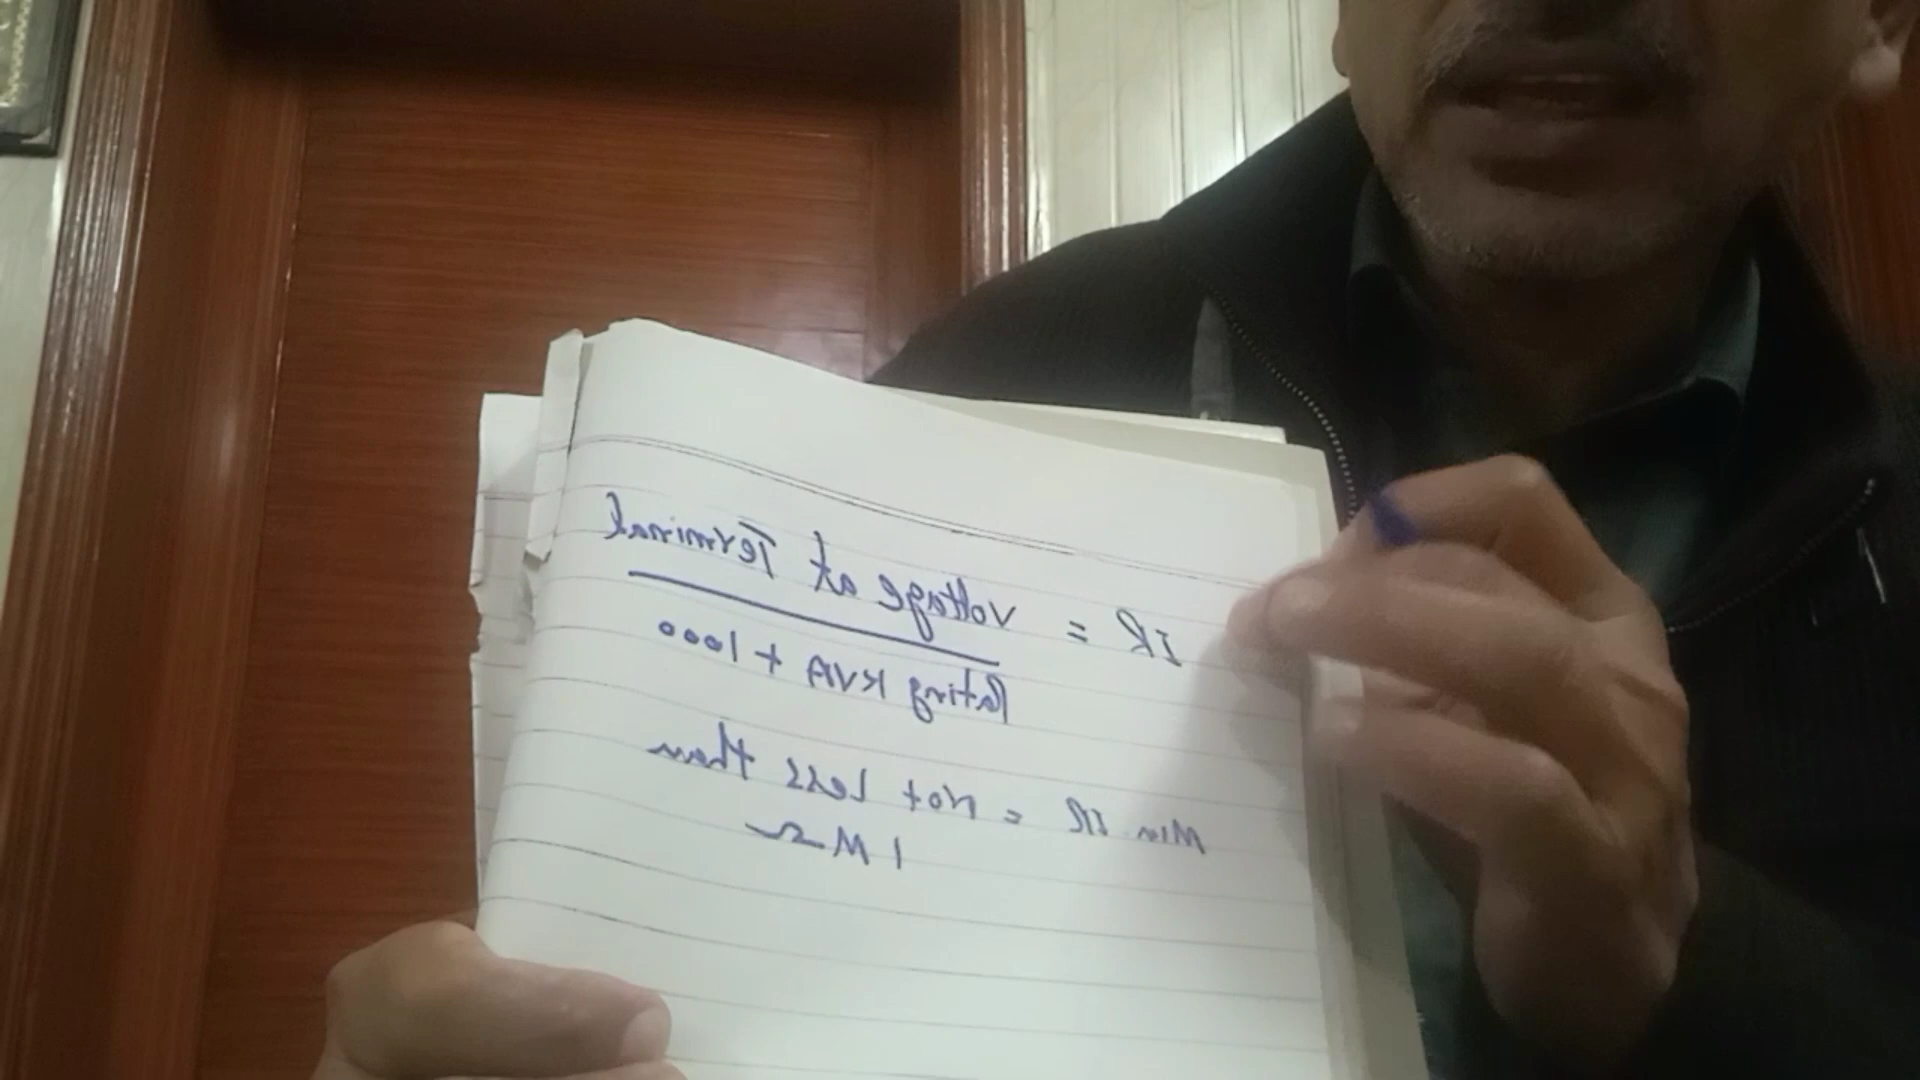 IR = Voltage at Terminal
Rating KVA + 1000
Min IR = Not Less than
1 MΩ